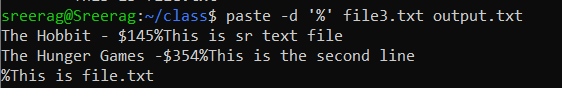 sreerag@Sreerag:~/class$ paste -d '%' file3.txt output.txt
The Hobbit - $145%This is sr text file
The Hunger Games -$354%This is the second line
%This is file.txt